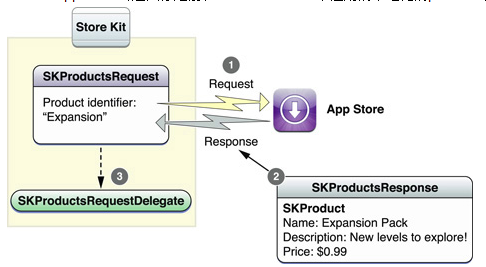 Store Kit
SKProductsRequest
Product identifier:
“Expansion”
1
Request
App Store
Response
2
3
SKProductsRequestDelegate
SKProductsResponse
SKProduct
Name: Expansion Pack
Description: New levels to explore!
Price: $0.99